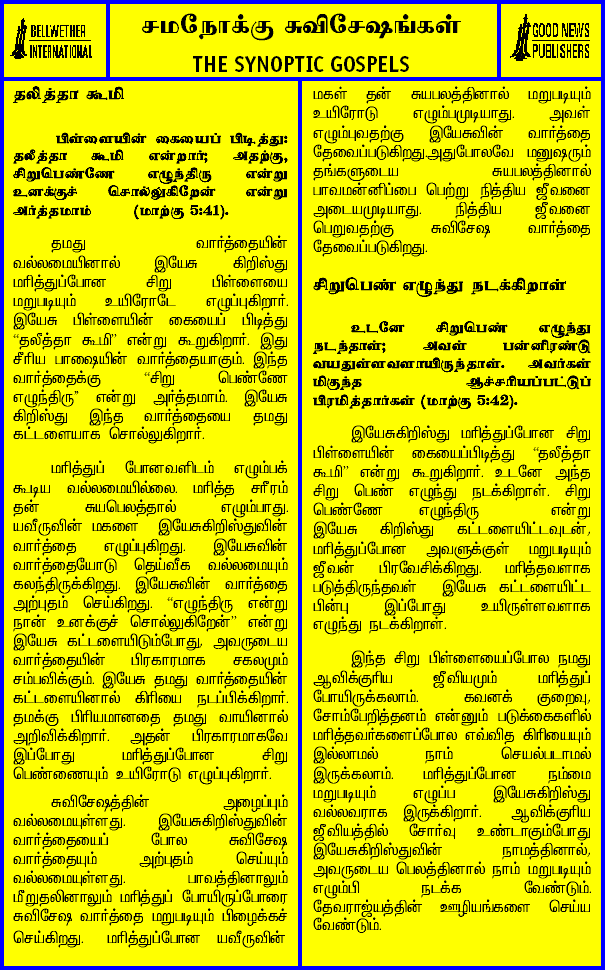 BELLWETHER
INTERNATIONAL
சமநோக்கு சுவிசேஷங்கள்
THE SYNOPTIC GOSPELS
GOOD NEWS
PUBLISHERS
தலித்தா கூமி
பிள்ளையின் கையைப் பிடித்து:
தலீத்தா கூமி என்றார்; அதற்கு,
சிறுபெண்ணே எழுந்திரு என்று
உனக்குச் சொல்லுகிறேன் என்று
அர்த்தமாம் (மாற்கு 5:41).
தமது வார்த்தையின்
வல்லமையினால் இயேசு கிறிஸ்து
மரித்துப்போன சிறு பிள்ளையை
மறுபடியும் உயிரோடே எழுப்புகிறார்.
இயேசு பிள்ளையின் கையைப் பிடித்து
“தலீத்தா கூமி” என்று கூறுகிறார். இது
சீரிய பாஷையின் வார்த்தையாகும். இந்த
வார்த்தைக்கு “சிறு பெண்ணே
எழுந்திரு” என்று அர்த்தமாம். இயேசு
கிறிஸ்து இந்த வார்த்தையை தமது
கட்டளையாக சொல்லுகிறார்.
மரித்துப் போனவளிடம் எழும்பக்
கூடிய வல்லமையில்லை. மரித்த சரீரம்
தன் சுயபெலத்தால் எழும்பாது.
யவீருவின் மகளை இயேசுகிறிஸ்துவின்
வார்த்தை எழுப்புகிறது. இயேசுவின்
வார்த்தையோடு தெய்வீக வல்லமையும்
கலந்திருக்கிறது. இயேசுவின் வார்த்தை
அற்புதம் செய்கிறது. “எழுந்திரு என்று
நான் உனக்குச் சொல்லுகிறேன்” என்று
இயேசு கட்டளையிடும்போது, அவருடைய
வார்த்தையின் பிரகாரமாக சகலமும்
சம்பவிக்கும். இயேசு தமது வார்த்தையின்
கட்டளையினால் கிரியை நடப்பிக்கிறார்.
தமக்கு பிரியமானதை தமது வாயினால்
அறிவிக்கிறார். அதன் பிரகாரமாகவே
இப்போது மரித்துப்போன சிறு
பெண்ணையும் உயிரோடு எழுப்புகிறார்.
சுவிசேஷத்தின் அழைப்பும்
வல்லமையுள்ளது. இயேசுகிறிஸ்துவின்
வார்த்தையைப் போல சுவிசேஷ
வார்த்தையும் அற்புதம் செய்யும்
வல்லமையுள்ளது. பாவத்தினாலும்
மீறுதலினாலும் மரித்துப் போயிருப்போரை
சுவிசேஷ வார்த்தை மறுபடியும் பிழைக்கச்
செய்கிறது. மரித்துப்போன யவீருவின்
மகள் தன் சுயபலத்தினால் மறுபடியும்
உயிரோடு எழும்பமுடியாது. அவள்
எழும்புவதற்கு இயேசுவின் வார்த்தை
தேவைப்படுகிறது.அதுபோலவே மனுஷரும்
தங்களுடைய சுயபலத்தினால்
பாவமன்னிப்பை பெற்று நித்திய ஜீவனை
அடையமுடியாது. நித்திய ஜீவனை
பெறுவதற்கு சுவிசேஷ வார்த்தை
தேவைப்படுகிறது.
சிறுபெண் எழுந்து நடக்கிறாள்
உடனே சிறுபெண் எழுந்து
நடந்தாள்; அவள் பன்னிரண்டு
வயதுள்ளவளாயிருந்தாள். அவர்கள்
மிகுந்த ஆச்சரியப்பட்டுப்
பிரமித்தார்கள் (மாற்கு 5:42).
இயேசுகிறிஸ்து மரித்துப்போன சிறு
பிள்ளையின் கையைப்பிடித்து “தலீத்தா
கூமி” என்று கூறுகிறார். உடனே அந்த
சிறு பெண் எழுந்து நடக்கிறாள். சிறு
பெண்ணே எழுந்திரு என்று
இயேசு கிறிஸ்து கட்டளையிட்டவுடன்,
மரித்துப்போன அவளுக்குள் மறுபடியும்
ஜீவன் பிரவேசிக்கிறது. மரித்தவளாக
படுத்திருந்தவள் இயேசு கட்டளையிட்ட
பின்பு இப்போது உயிருள்ளவளாக
எழுந்து நடக்கிறாள்.
இந்த சிறு பிள்ளையைப்போல நமது
ஆவிக்குரிய ஜீவியமும் மரித்துப்
போயிருக்கலாம். கவனக் குறைவு,
சோம்பேறித்தனம் என்னும் படுக்கைகளில்
மரித்தவர்களைப்போல எவ்வித கிரியையும்
இல்லாமல் நாம் செயல்படாமல்
இருக்கலாம். மரித்துப்போன நம்மை
மறுபடியும் எழுப்ப இயேசுகிறிஸ்து
வல்லவராக இருக்கிறார். ஆவிக்குரிய
ஜீவியத்தில் சோர்வு உண்டாகும்போது
இயேசுகிறிஸ்துவின் நாமத்தினால்,
அவருடைய பெலத்தினால் நாம் மறுபடியும்
எழும்பி நடக்க வேண்டும்.
தேவராஜ்யத்தின் ஊழியங்களை செய்ய
வேண்டும்.